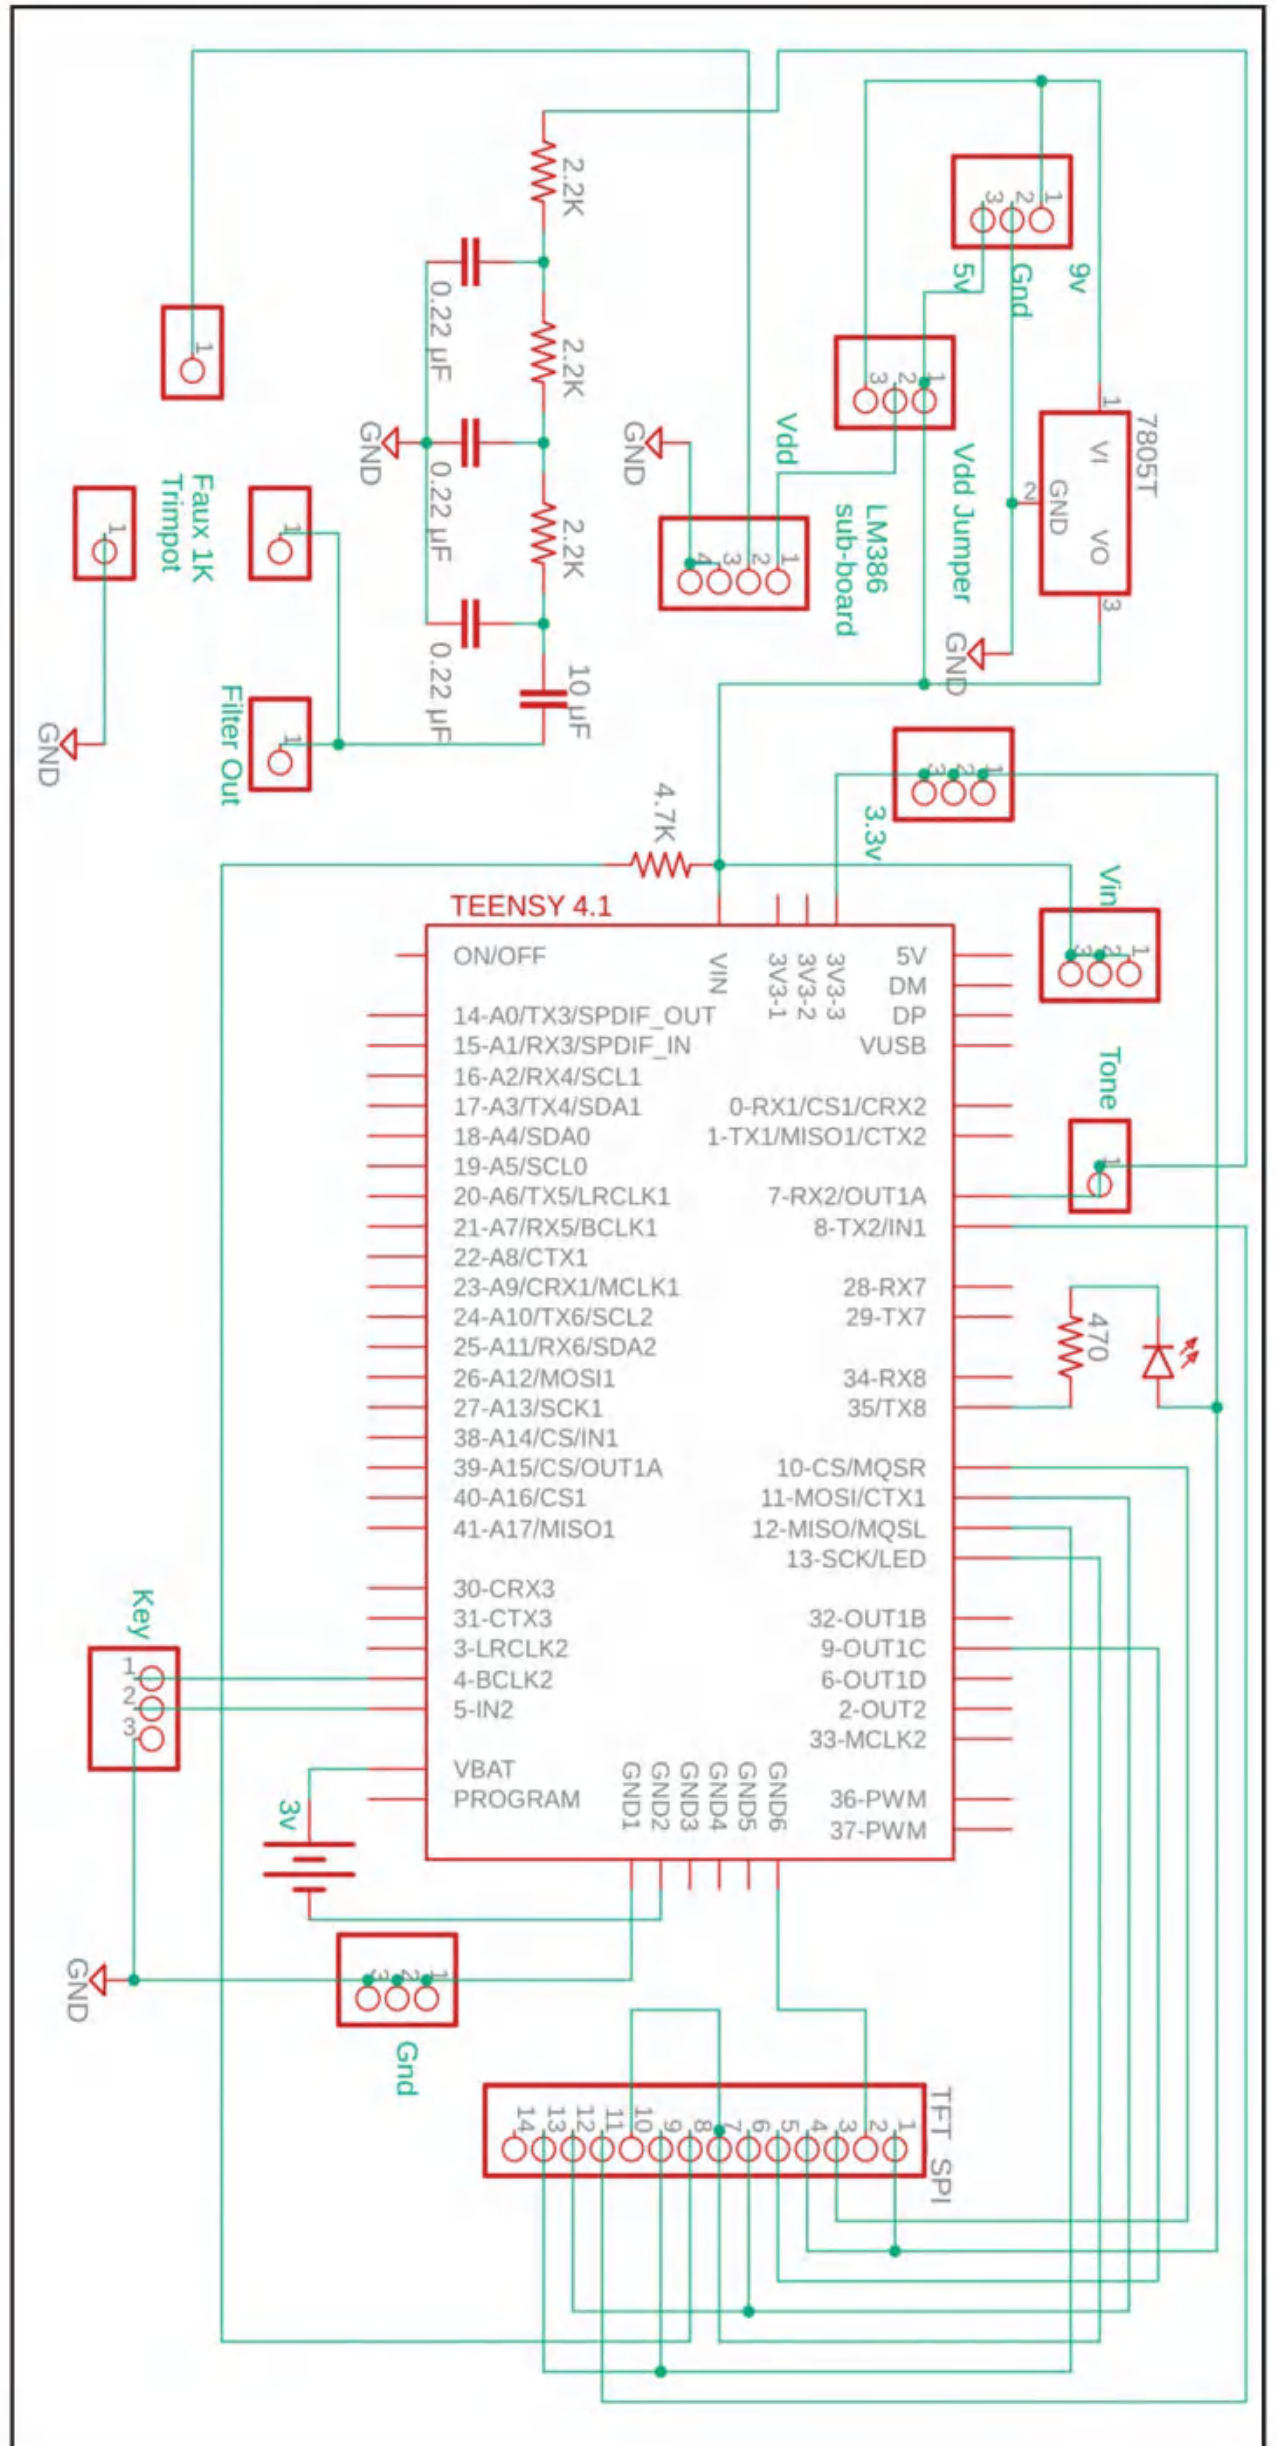 2.2K
2.2K
2.2K
0.22 µF
0.22 µF
0.22 µF
10 µF
GND
1
1
1
Faux 1K
Trimpot
1
Filter Out
GND
1
2
3
9v
Gnd
5v
1
2
3
Vdd Jumper
7805T
1
VI
2
GND
VO
3
GND
Vdd
LM386
sub-board
1
2
3
4
GND
1
2
3
3.3v
4.7K
Vin
1
2
3
Tone
1
470
TEENSY 4.1
VIN
3V3-1
3V3-2
3V3-3
ON/OFF
14-A0/TX3/SPDIF_OUT
15-A1/RX3/SPDIF_IN
16-A2/RX4/SCL1
17-A3/TX4/SDA1
18-A4/SDA0
19-A5/SCL0
20-A6/TX5/LRCLK1
21-A7/RX5/BCLK1
22-A8/CTX1
23-A9/CRX1/MCLK1
24-A10/TX6/SCL2
25-A11/RX6/SDA2
26-A12/MOSI1
27-A13/SCK1
38-A14/CS/IN1
39-A15/CS/OUT1A
40-A16/CS1
41-A17/MISO1
30-CRX3
31-CTX3
3-LRCLK2
4-BCLK2
5-IN2
VBAT
PROGRAM
5V
DM
DP
VUSB
0-RX1/CS1/CRX2
1-TX1/MISO1/CTX2
7-RX2/OUT1A
8-TX2/IN1
28-RX7
29-TX7
34-RX8
35/TX8
10-CS/MQSR
11-MOSI/CTX1
12-MISO/MQSL
13-SCK/LED
32-OUT1B
9-OUT1C
6-OUT1D
2-OUT2
33-MCLK2
36-PWM
37-PWM
GND1
GND2
GND3
GND4
GND5
GND6
Key
1
2
3
3v
GND
1
2
3
Gnd
TFT SPI
1
2
3
4
5
6
7
8
9
10
11
12
13
14